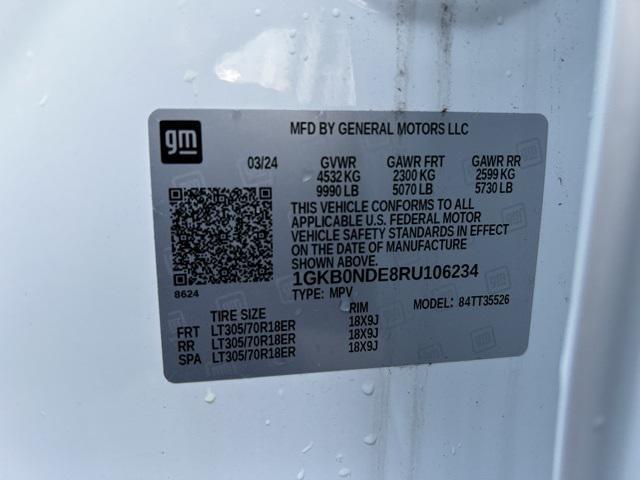 gm
MFD BY GENERAL MOTORS LLC
03/24 GVWR GAWR FRT GAWR RR
4532 KG 2300 KG 2599 KG
9990 LB 5070 LB 5730 LB
THIS VEHICLE CONFORMS TO ALL
APPLICABLE U.S. FEDERAL MOTOR
VEHICLE SAFETY STANDARDS IN EFFECT
ON THE DATE OF MANUFACTURE
SHOWN ABOVE.
1GKB0NDE8RU106234
8624
TYPE: MPV MODEL: 84TT35526
TIRE SIZE RIM
FRT LT305/70R18ER 18X9J
RR LT305/70R18ER 18X9J
SPA LT305/70R18ER 18X9J